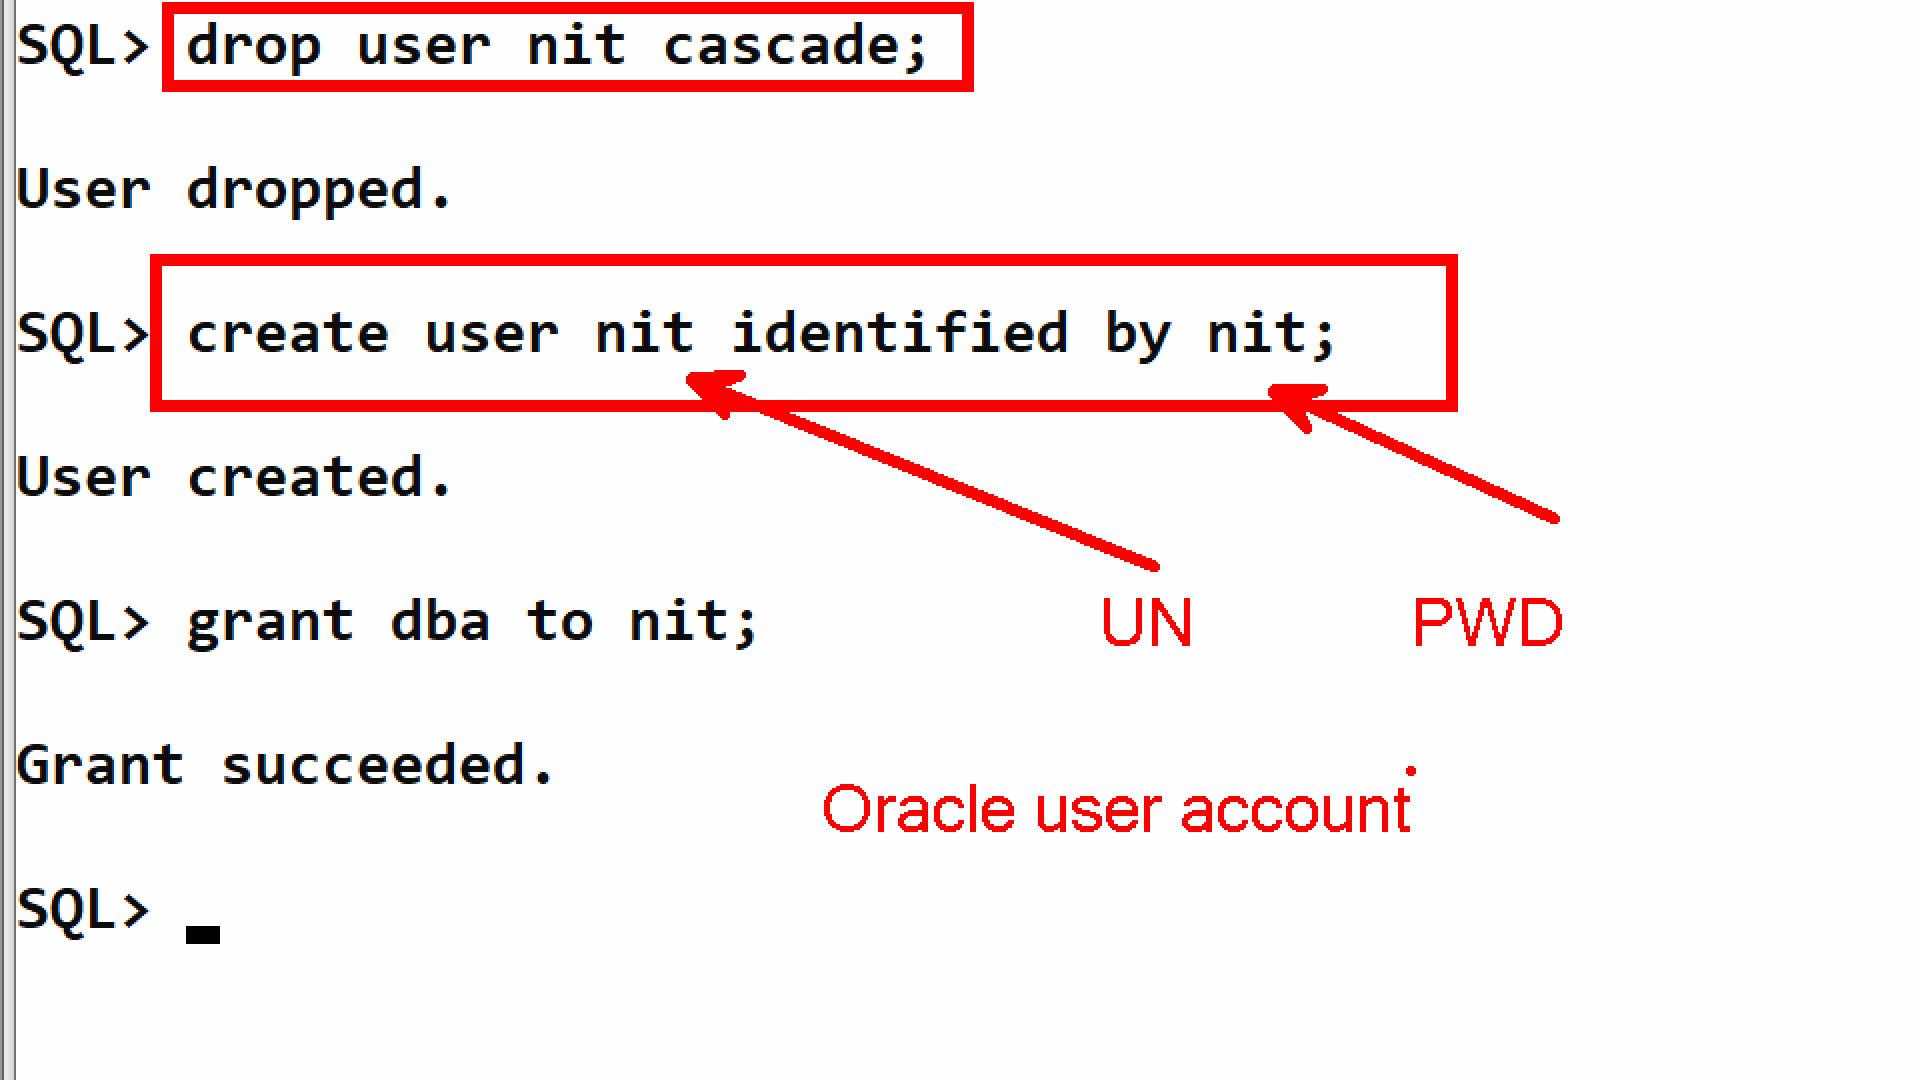 SQL> drop user nit cascade;
User dropped.
SQL> create user nit identified by nit;
User created.
SQL> grant dba to nit;
UN
PWD
Grant succeeded.
Oracle user account
SQL>